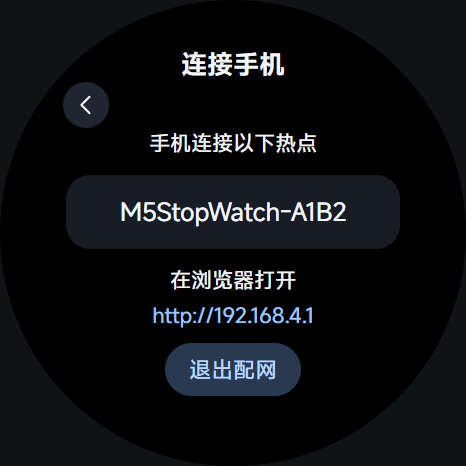 连接手机
手机连接以下热点
M5StopWatch-A1B2
在浏览器打开
http://192.168.4.1
退出配网